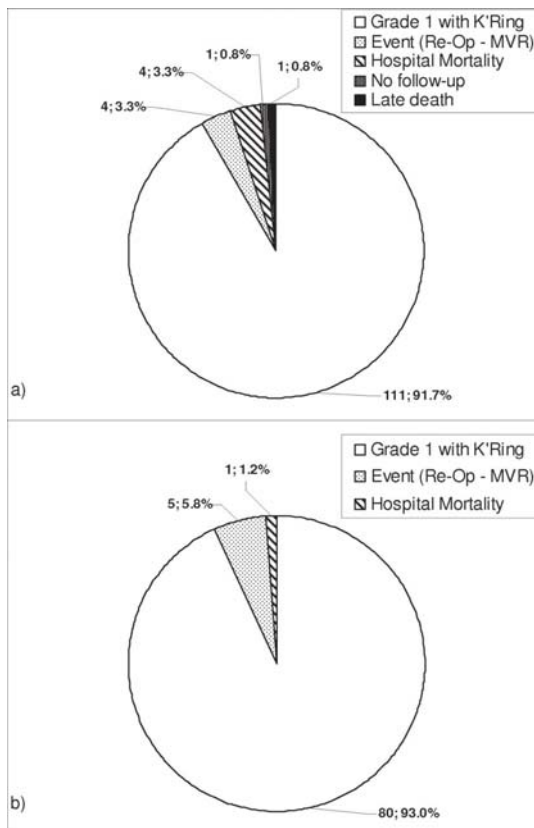 Grade 1 with K'Ring
Event (Re-Op - MVR)
Hospital Mortality
No follow-up
Late death
1; 0.8%
1; 0.8%
4; 3.3%
4; 3.3%
111; 91.7%
a)
Grade 1 with K'Ring
Event (Re-Op - MVR)
Hospital Mortality
1; 1.2%
5; 5.8%
80; 93.0%
b)